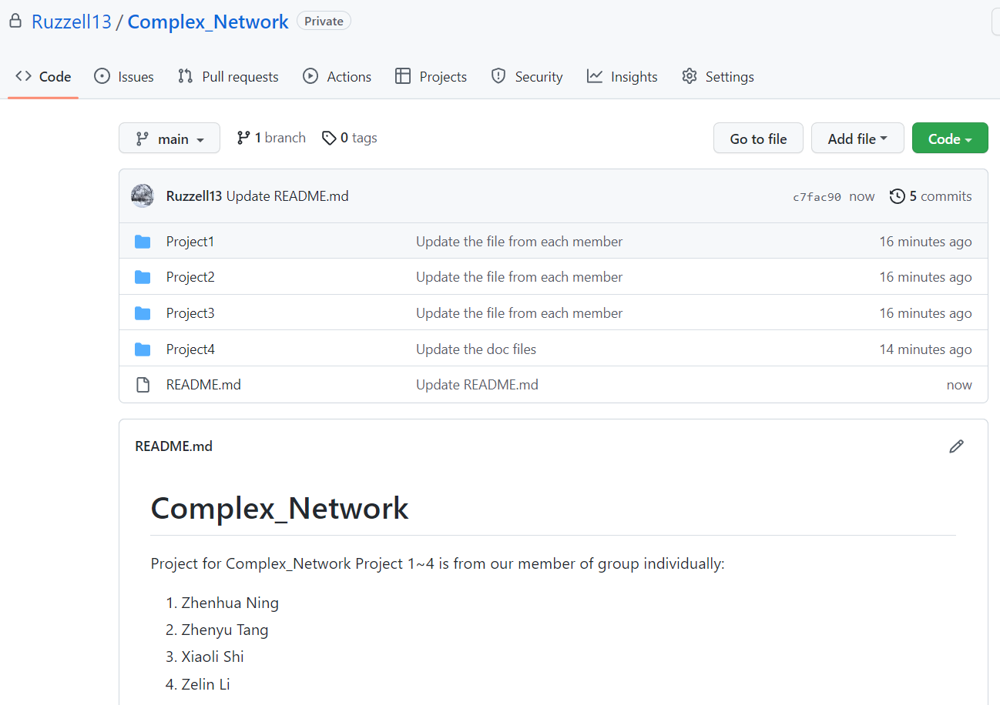 Ruzzell13 / Complex_Network Private
Code Issues Pull requests Actions Projects Security Insights Settings
main 1 branch 0 tags Go to file Add file Code
Ruzzell13 Update README.md c7fac90 now 5 commits
Project1 Update the file from each member 16 minutes ago
Project2 Update the file from each member 16 minutes ago
Project3 Update the file from each member 16 minutes ago
Project4 Update the doc files 14 minutes ago
README.md Update README.md now
README.md
Complex_Network
Project for Complex_Network Project 1~4 is from our member of group individually:
1. Zhenhua Ning
2. Zhenyu Tang
3. Xiaoli Shi
4. Zelin Li